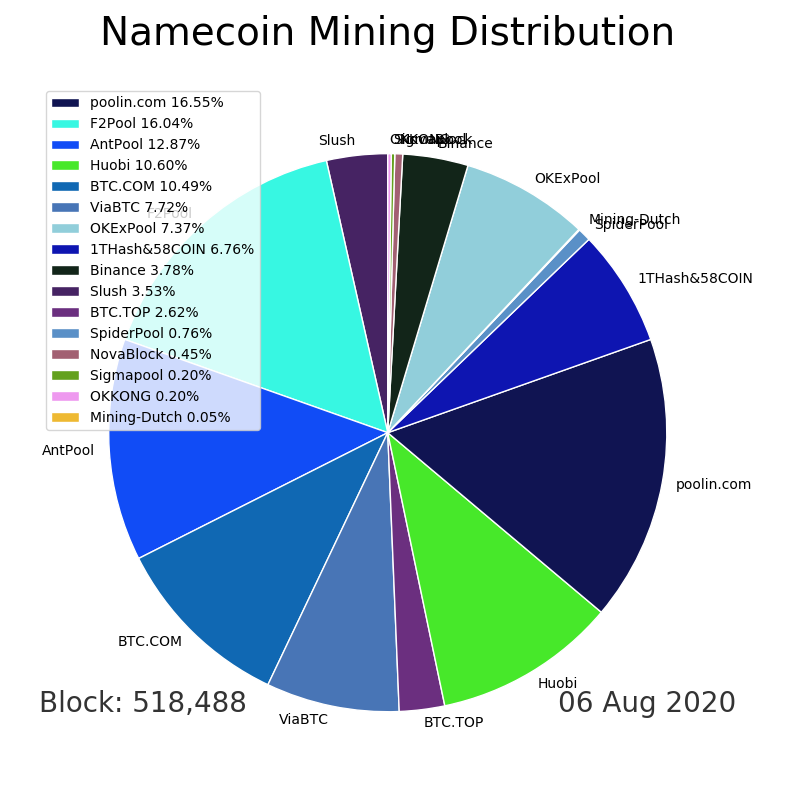 Namecoin Mining Distribution
poolin.com 16.55%
F2Pool 16.04%
AntPool 12.87%
Huobi 10.60%
BTC.COM 10.49%
ViaBTC 7.72%
OKExPool 7.37%
1THash&58COIN 6.76%
Binance 3.78%
Slush 3.53%
BTC.TOP 2.62%
SpiderPool 0.76%
NovaBlock 0.45%
Sigmapool 0.20%
OKKONG 0.20%
Mining-Dutch 0.05%
Slush
OKKONG
Sigmapool
NovaBlock
Binance
OKExPool
Mining-Dutch
SpiderPool
1THash&58COIN
poolin.com
Huobi
BTC.TOP
ViaBTC
BTC.COM
AntPool
F2Pool
Block: 518,488
06 Aug 2020